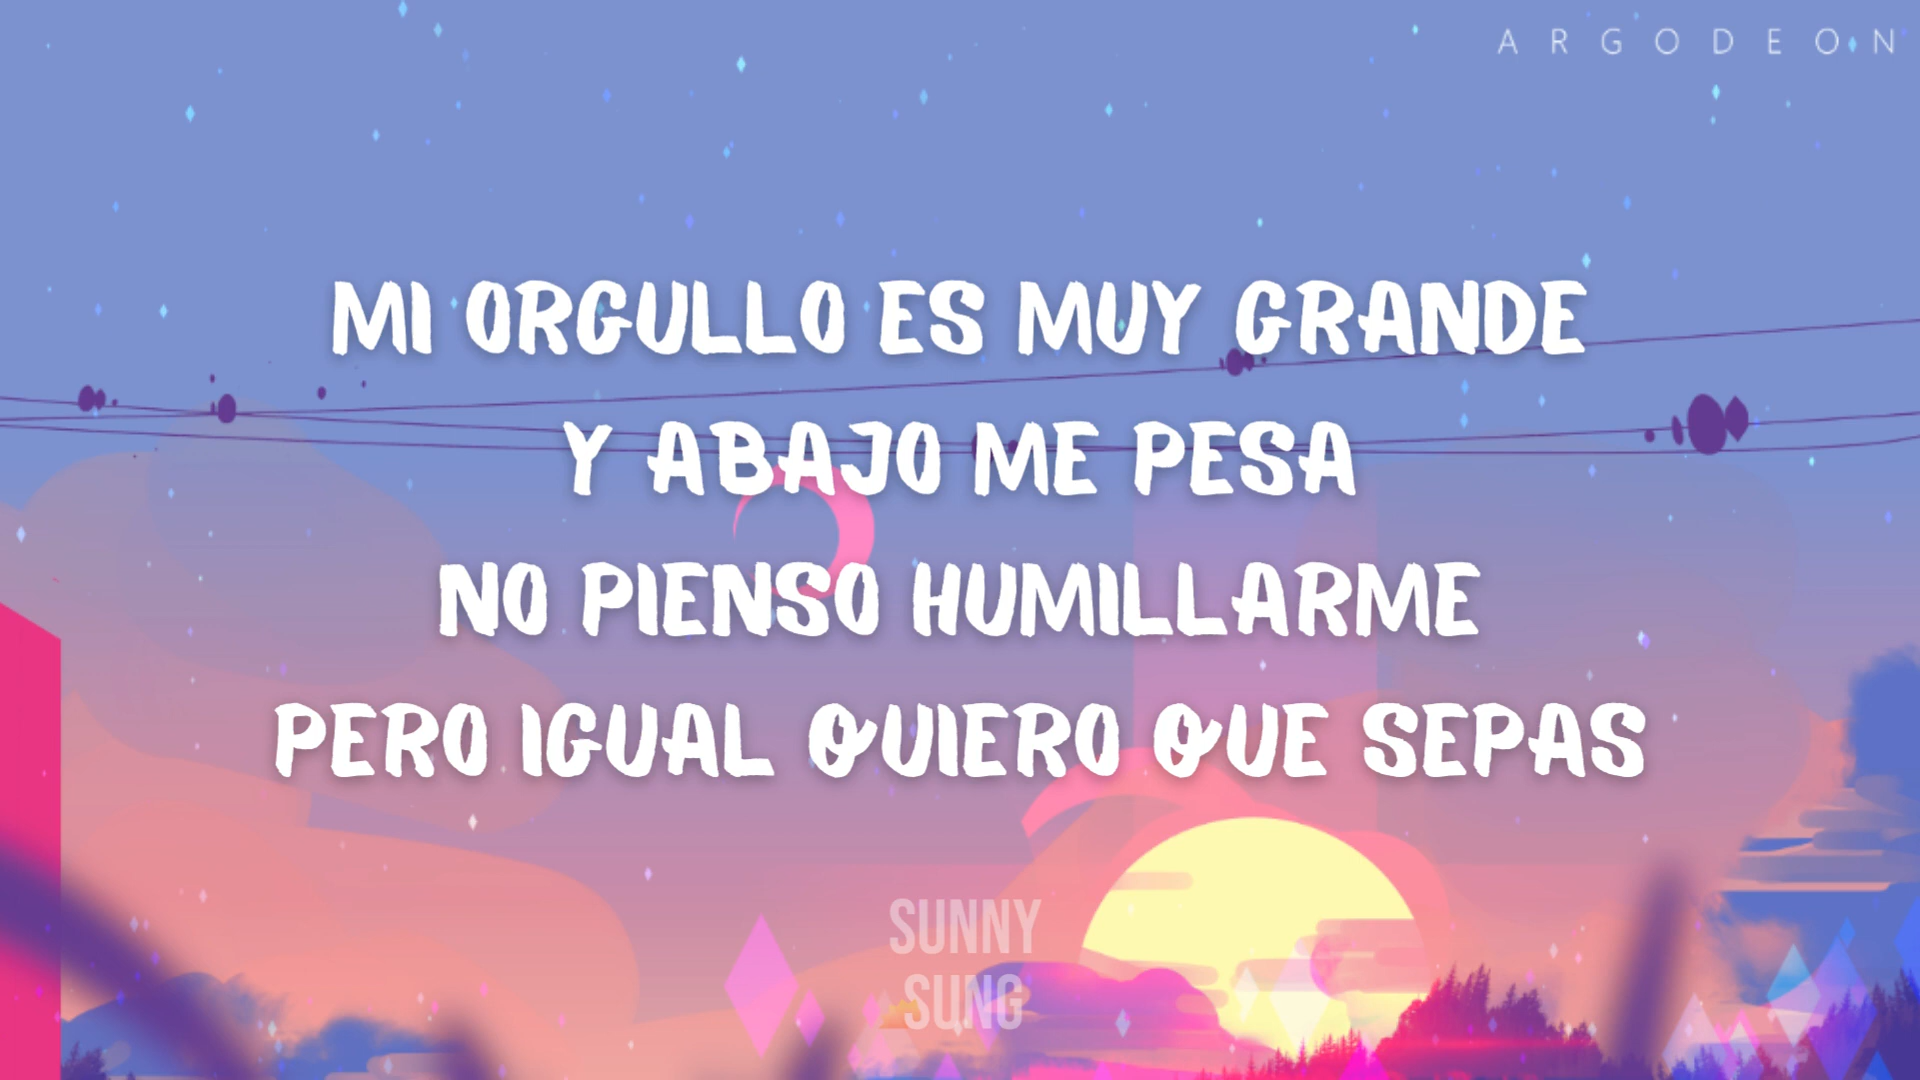 ARGODEON
MI ORGULLO ES MUY GRANDE
Y ABAJO ME PESA
NO PIENSO HUMILLARME
PERO IGUAL QUIERO QUE SEPAS
SUNNY
SUNG